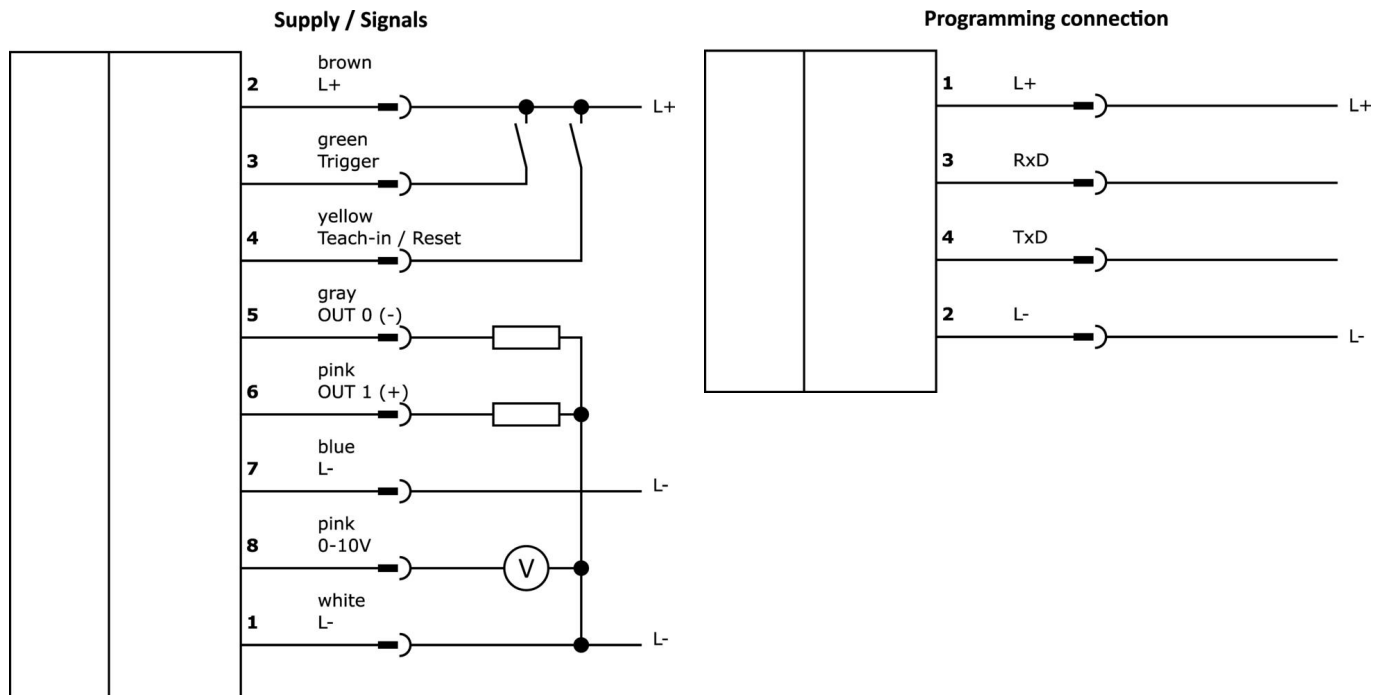 Supply / Signals
2
brown
L+
L+
3
green
Trigger
4
yellow
Teach-in / Reset
5
gray
OUT 0 (-)
6
pink
OUT 1 (+)
7
blue
L-
L-
8
pink
0-10V
V
1
white
L-
L-
Programming connection
1
L+
L+
3
RxD
4
TxD
2
L-
L-